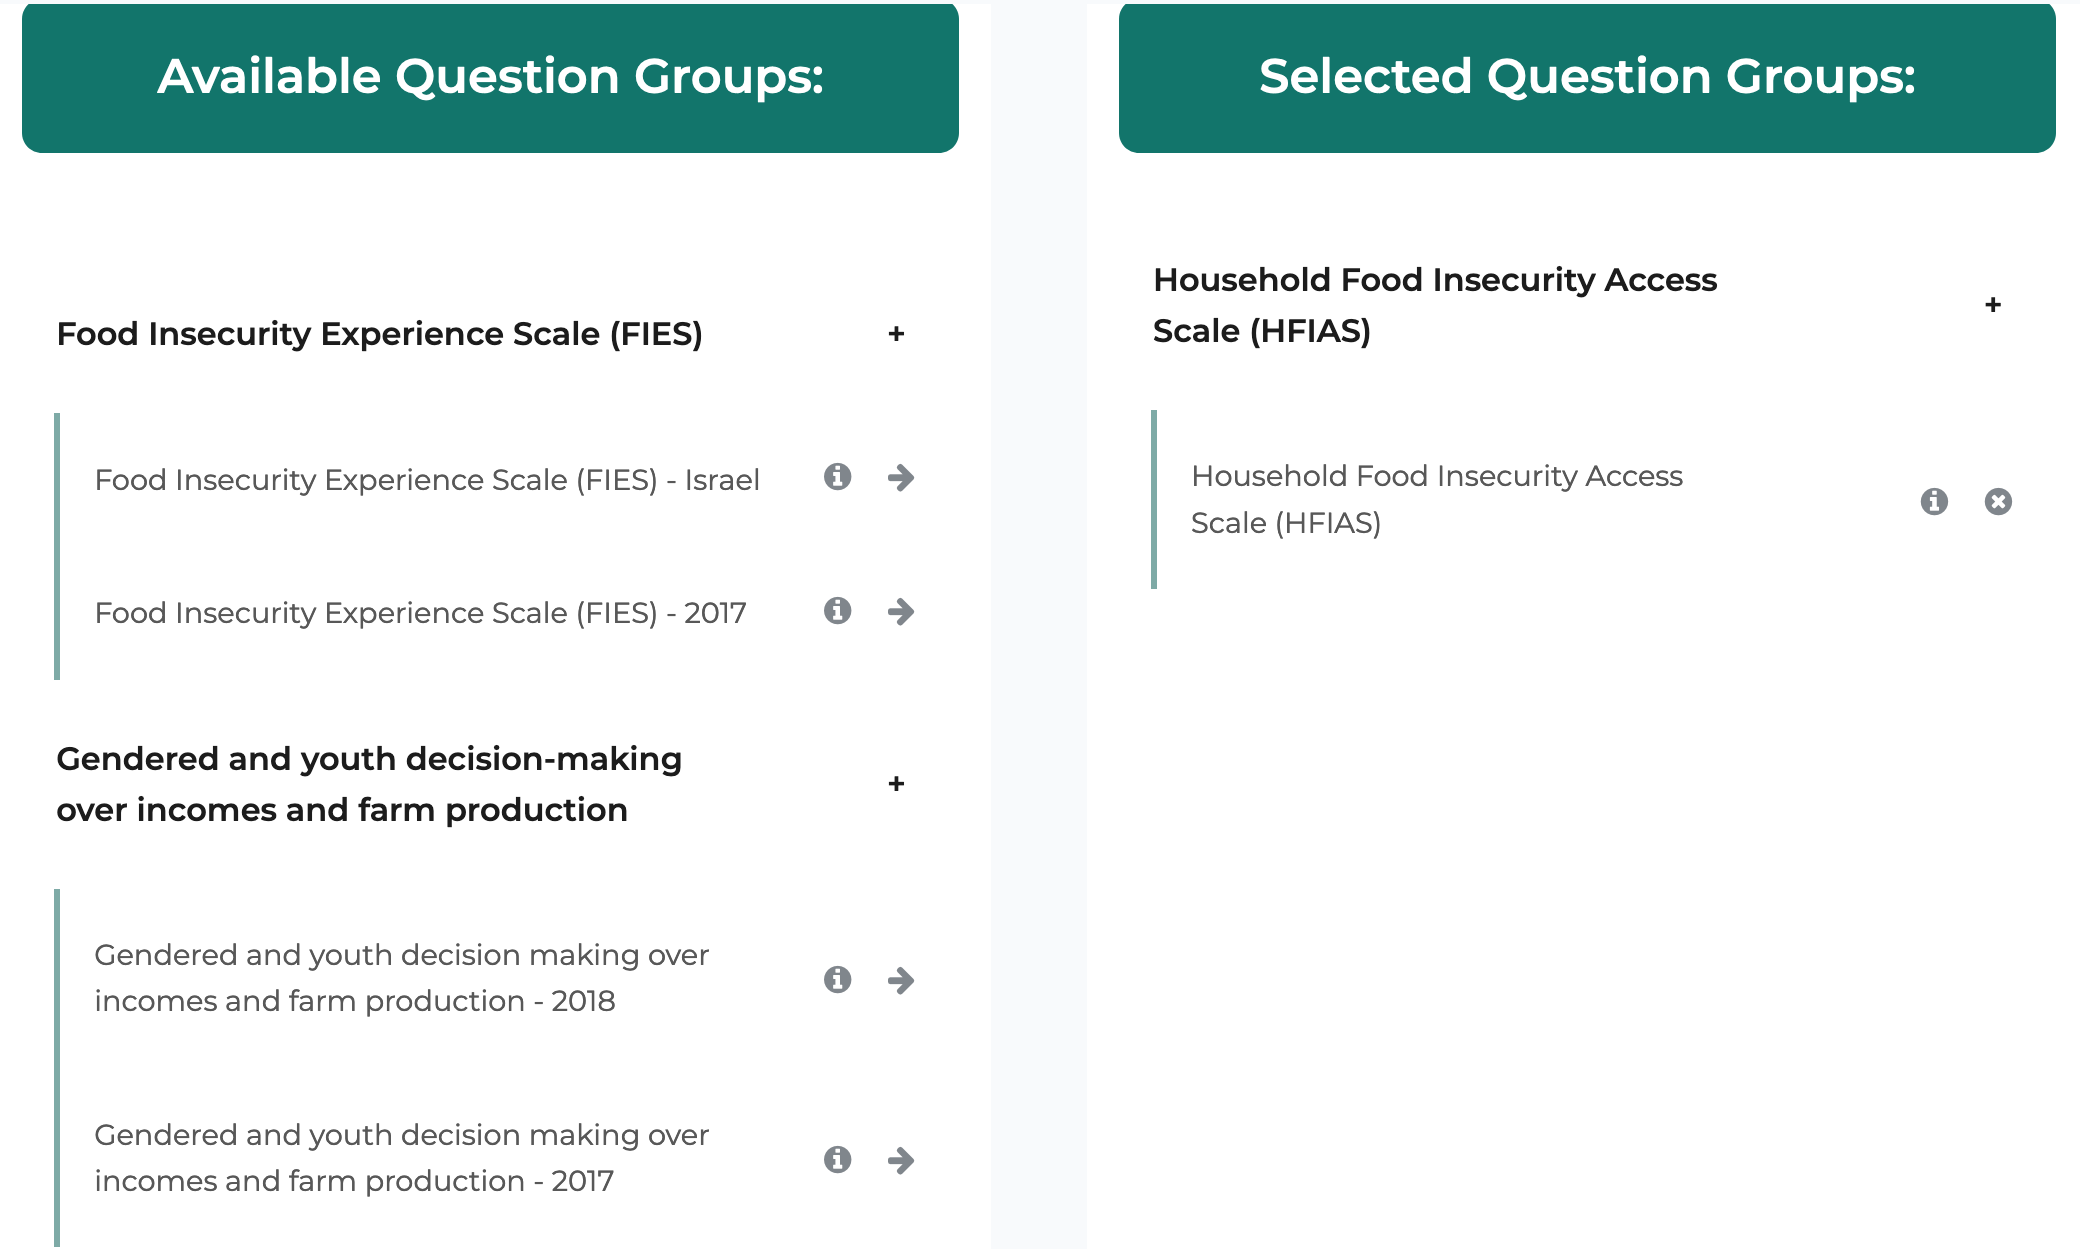 Available Question Groups:
Food Insecurity Experience Scale (FIES)
+
Food Insecurity Experience Scale (FIES) - Israel
Food Insecurity Experience Scale (FIES) - 2017
Gendered and youth decision-making
over incomes and farm production
+
Gendered and youth decision making over
incomes and farm production - 2018
Gendered and youth decision making over
incomes and farm production - 2017
Selected Question Groups:
Household Food Insecurity Access
Scale (HFIAS)
+
Household Food Insecurity Access
Scale (HFIAS)